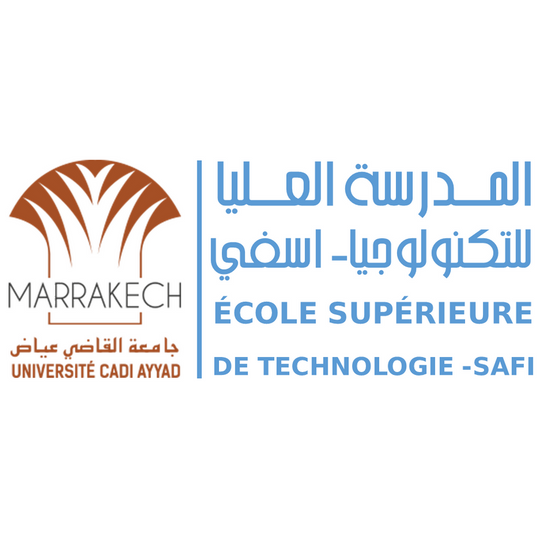 MARRAKECH
جامعة القاضي عياض
UNIVERSITÉ CADI AYYAD
المدرسة العليا
للتكنولوجيا- اسفي
ÉCOLE SUPÉRIEURE
DE TECHNOLOGIE -SAFI